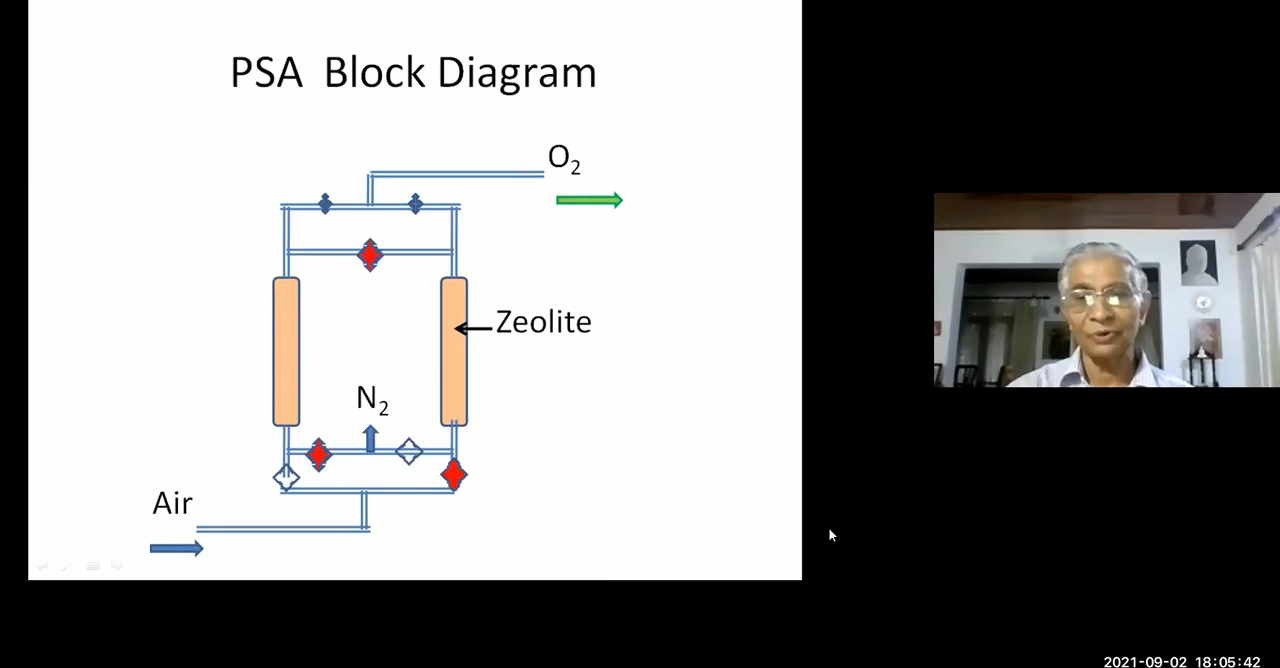 PSA Block Diagram
O₂
Zeolite
N₂
Air
2021-09-02 18:05:42